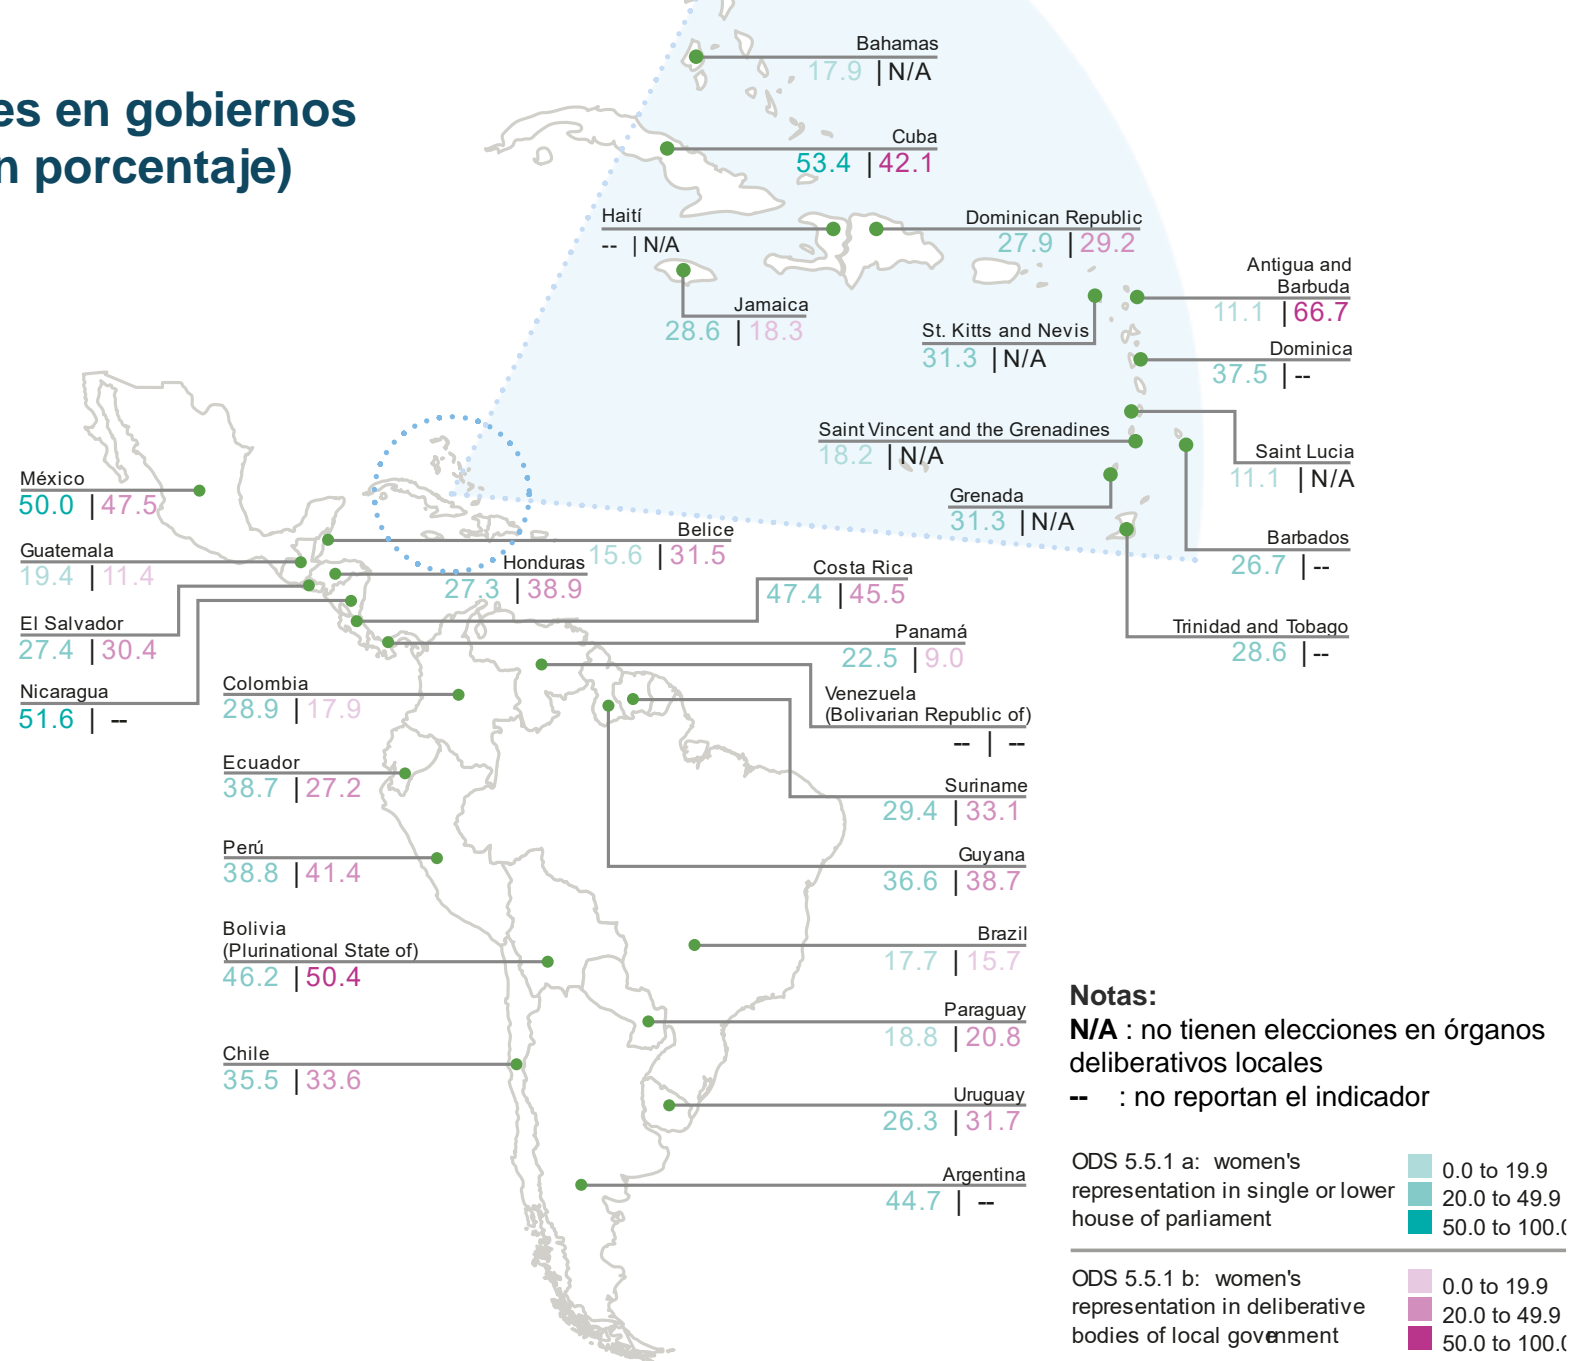 es en gobiernos
n porcentaje)
Bahamas
17.9 | N/A
Cuba
53.4 | 42.1
Haití
-- | N/A
Dominican Republic
27.9 | 29.2
Jamaica
28.6 | 18.3
Antigua and
Barbuda
11.1 | 66.7
St. Kitts and Nevis
31.3 | N/A
Dominica
37.5 | --
Saint Vincent and the Grenadines
18.2 | N/A
Saint Lucia
11.1 | N/A
Grenada
31.3 | N/A
Barbados
26.7 | --
Trinidad and Tobago
28.6 | --
México
50.0 | 47.5
Guatemala
19.4 | 11.4
El Salvador
27.4 | 30.4
Nicaragua
51.6 | --
Belice
15.6 | 31.5
Honduras
27.3 | 38.9
Costa Rica
47.4 | 45.5
Panamá
22.5 | 9.0
Colombia
28.9 | 17.9
Venezuela
(Bolivarian Republic of)
-- | --
Ecuador
38.7 | 27.2
Suriname
29.4 | 33.1
Perú
38.8 | 41.4
Guyana
36.6 | 38.7
Bolivia
(Plurinational State of)
46.2 | 50.4
Brazil
17.7 | 15.7
Paraguay
18.8 | 20.8
Chile
35.5 | 33.6
Uruguay
26.3 | 31.7
Argentina
44.7 | --
Notas:
N/A : no tienen elecciones en órganos
deliberativos locales
-- : no reportan el indicador
ODS 5.5.1 a: women's
representation in single or lower
house of parliament
0.0 to 19.9
20.0 to 49.9
50.0 to 100.0
ODS 5.5.1 b: women's
representation in deliberative
bodies of local government
0.0 to 19.9
20.0 to 49.9
50.0 to 100.0